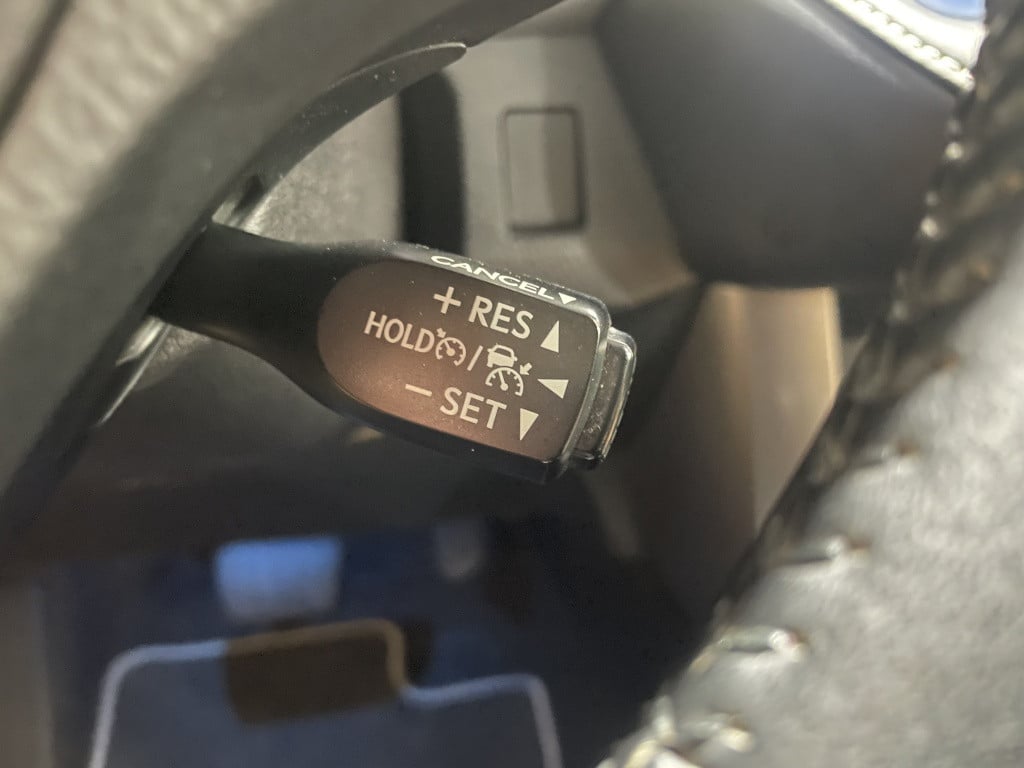 CANCEL▼
+ RES ▲
HOLD / ◀
− SET ▼